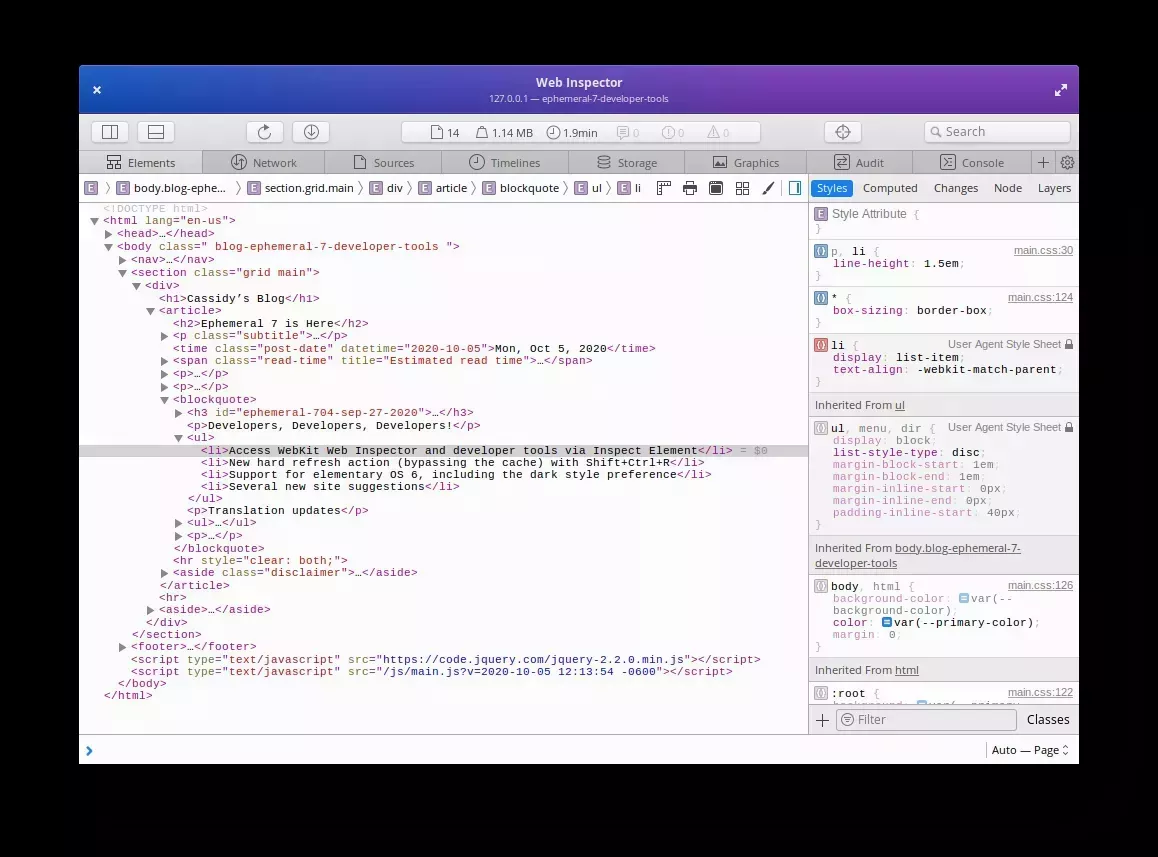 Web Inspector
127.0.0.1 — ephemeral-7-developer-tools
14 1.14 MB 1.9min 0 0 0
Search
Elements Network Sources Timelines Storage Graphics Audit Console
E E body.blog-ephe... E section.grid.main E div E article E blockquote E ul E li
Styles Computed Changes Node Layers
<!DOCTYPE html>
<html lang="en-us">
<head>…</head>
<body class=" blog-ephemeral-7-developer-tools ">
<nav>…</nav>
<section class="grid main">
<div>
<h1>Cassidy’s Blog</h1>
<article>
<h2>Ephemeral 7 is Here</h2>
<p class="subtitle">…</p>
<time class="post-date" datetime="2020-10-05">Mon, Oct 5, 2020</time>
<span class="read-time" title="Estimated read time">…</span>
<p>…</p>
<p>…</p>
<blockquote>
<h3 id="ephemeral-704-sep-27-2020">…</h3>
<p>Developers, Developers, Developers!</p>
<ul>
<li>Access WebKit Web Inspector and developer tools via Inspect Element</li> = $0
<li>New hard refresh action (bypassing the cache) with Shift+Ctrl+R</li>
<li>Support for elementary OS 6, including the dark style preference</li>
<li>Several new site suggestions</li>
</ul>
<p>Translation updates</p>
<ul>…</ul>
<p>…</p>
</blockquote>
<hr style="clear: both;">
<aside class="disclaimer">…</aside>
</article>
<hr>
<aside>…</aside>
</div>
</section>
<footer>…</footer>
<script type="text/javascript" src="https://code.jquery.com/jquery-2.2.0.min.js"></script>
<script type="text/javascript" src="/js/main.js?v=2020-10-05 12:13:54 -0600"></script>
</body>
</html>
E Style Attribute {
}
{} p, li { main.css:30
line-height: 1.5em;
}
{} * { main.css:124
box-sizing: border-box;
}
{} li { User Agent Style Sheet
display: list-item;
text-align: -webkit-match-parent;
}
Inherited From ul
{} ul, menu, dir { User Agent Style Sheet
display: block;
list-style-type: disc;
margin-block-start: 1em;
margin-block-end: 1em;
margin-inline-start: 0px;
margin-inline-end: 0px;
padding-inline-start: 40px;
}
Inherited From body.blog-ephemeral-7-
developer-tools
{} body, html { main.css:126
background-color: var(--
background-color);
color: var(--primary-color);
margin: 0;
}
Inherited From html
{} :root { main.css:122
Filter Classes
Auto — Page